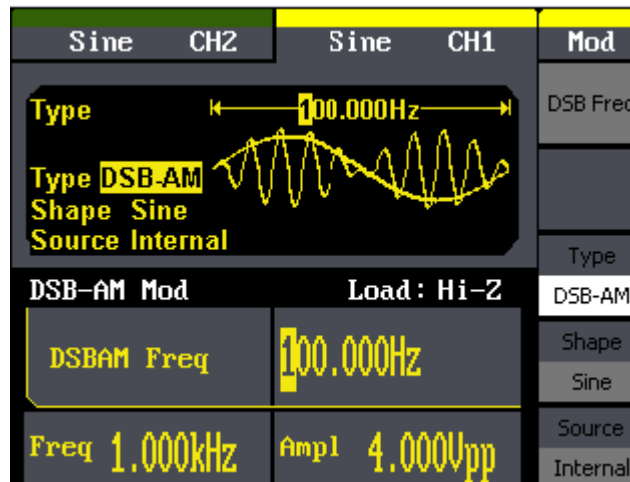 Sine CH2 Sine CH1 Mod
Type 100.000Hz
DSB Freq
Type DSB-AM
Shape Sine
Source Internal
Type
DSB-AM
DSB-AM Mod Load: Hi-Z
DSBAM Freq 100.000Hz
Shape
Sine
Freq 1.000kHz Ampl 4.000Vpp
Source
Internal